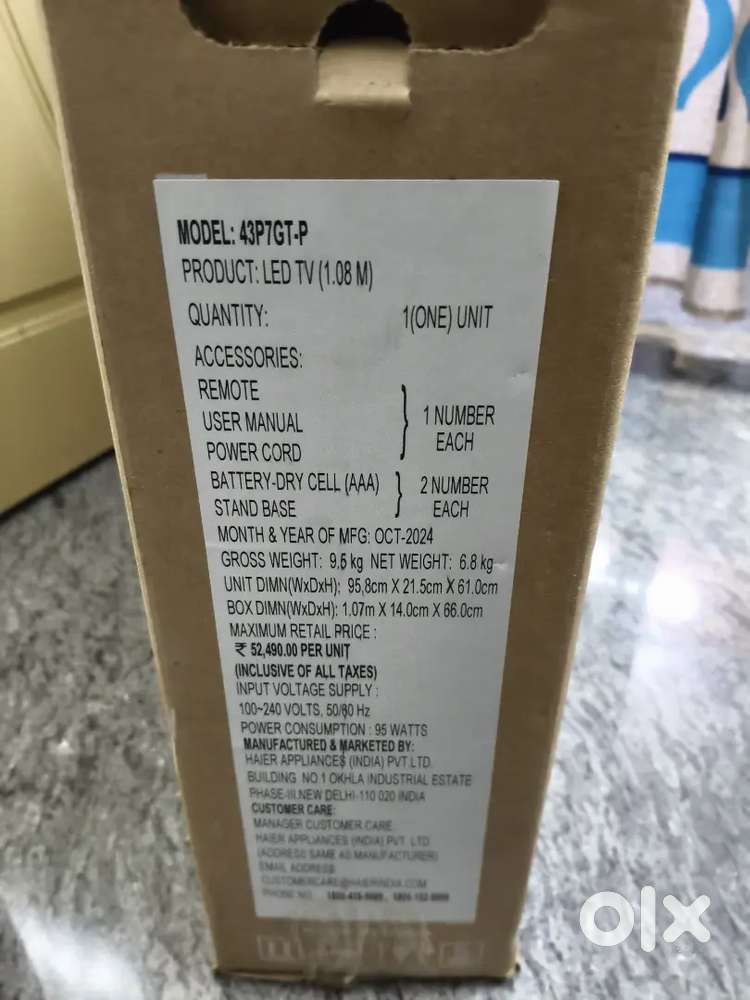 MODEL: 43P7GT-P
PRODUCT: LED TV (1.08 M)
QUANTITY: 1(ONE) UNIT
ACCESSORIES:
REMOTE
USER MANUAL } 1 NUMBER EACH
POWER CORD
BATTERY-DRY CELL (AAA) } 2 NUMBER EACH
STAND BASE
MONTH & YEAR OF MFG: OCT-2024
GROSS WEIGHT: 9.5 kg NET WEIGHT: 6.8 kg
UNIT DIMN(WxDxH): 95.8cm X 21.5cm X 61.0cm
BOX DIMN(WxDxH): 1.07m X 14.0cm X 66.0cm
MAXIMUM RETAIL PRICE :
₹ 52,490.00 PER UNIT
(INCLUSIVE OF ALL TAXES)
INPUT VOLTAGE SUPPLY :
100~240 VOLTS, 50/60 Hz
POWER CONSUMPTION : 95 WATTS
MANUFACTURED & MARKETED BY:
HAIER APPLIANCES (INDIA) PVT.LTD.
BUILDING NO.1 OKHLA INDUSTRIAL ESTATE
PHASE-III,NEW DELHI-110 020 INDIA
CUSTOMER CARE:
MANAGER CUSTOMER CARE
HAIER APPLIANCES (INDIA) PVT. LTD
(ADDRESS SAME AS MANUFACTURER)
EMAIL ADDRESS
CUSTOMERCARE@HAIERINDIA.COM
PHONE NO.:
olx